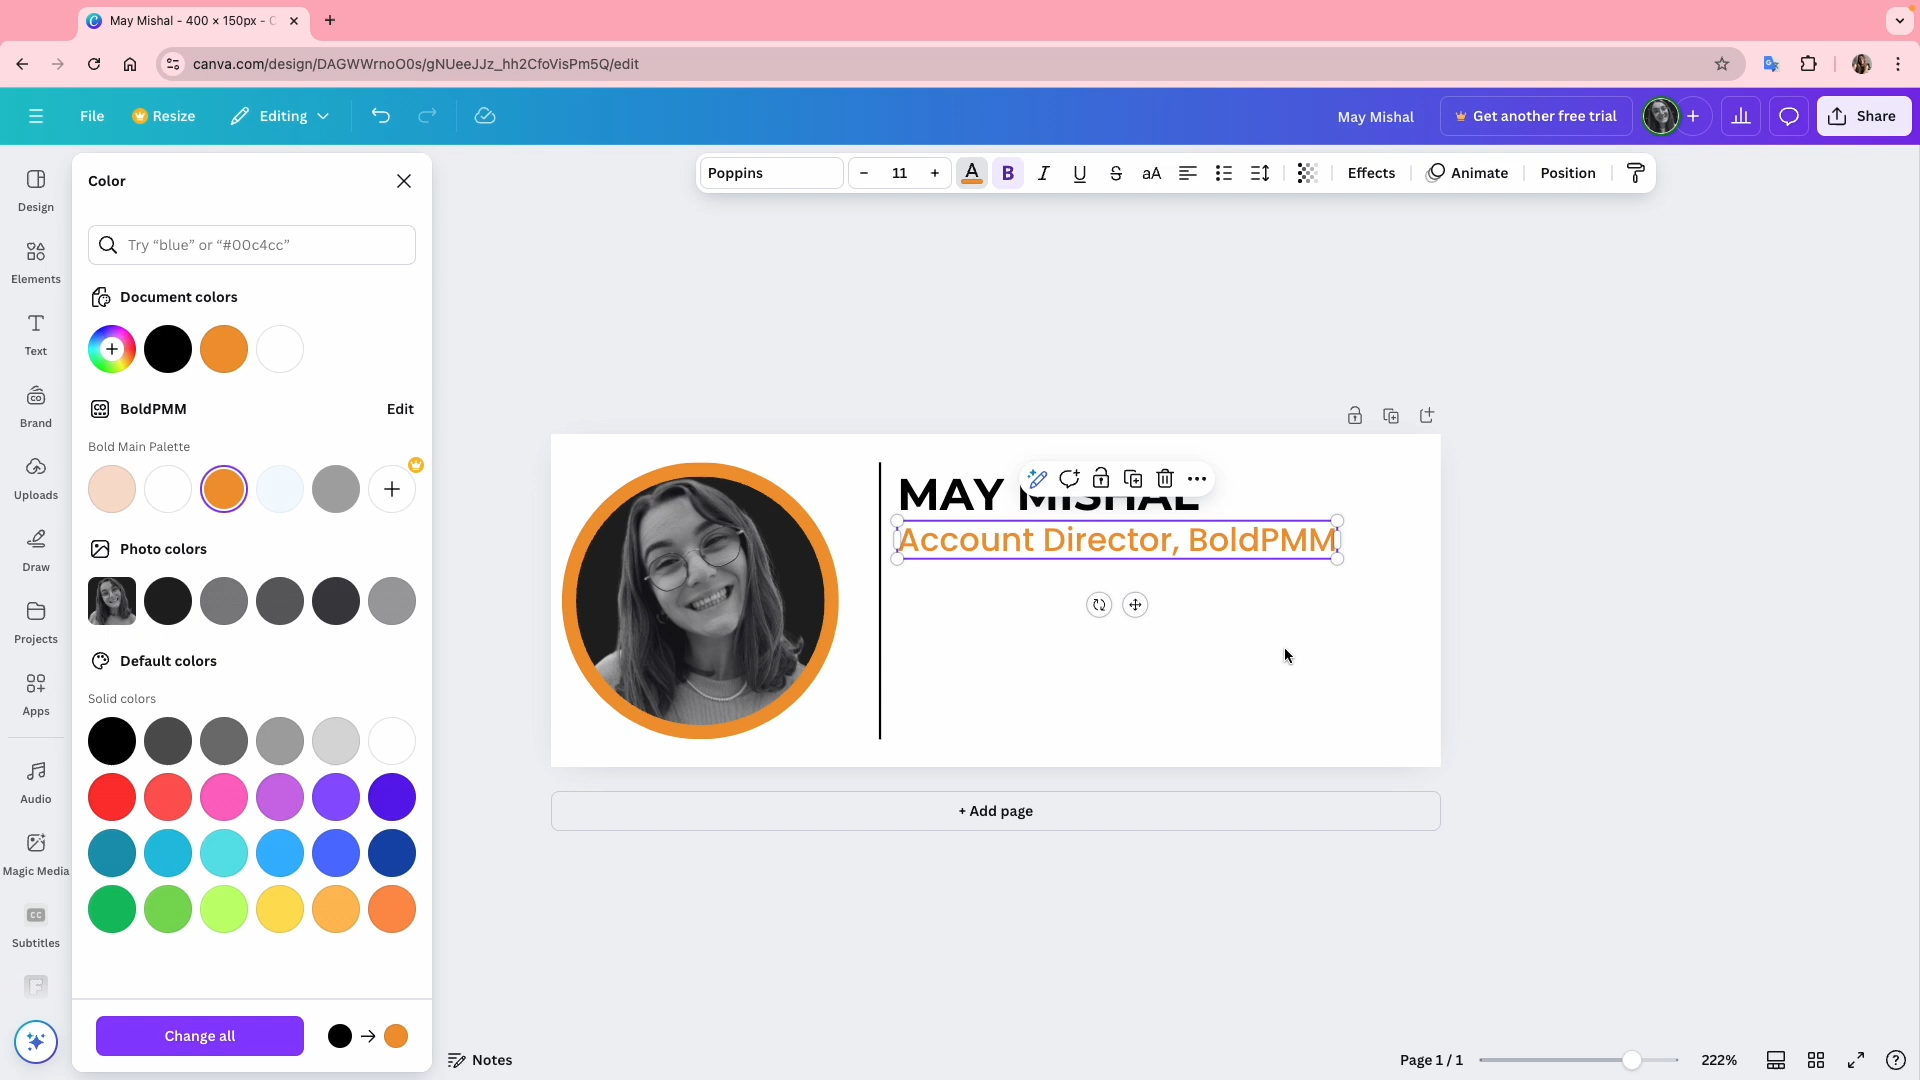 May Mishal - 400 × 150px - C
canva.com/design/DAGWWrnoO0s/gNUeeJJz_hh2CfoVisPm5Q/edit
File
Resize
Editing
May Mishal
Get another free trial
Share
Design
Elements
Text
Brand
Uploads
Draw
Projects
Apps
Audio
Magic Media
Subtitles
Color
Try “blue” or “#00c4cc”
Document colors
BoldPMM
Edit
Bold Main Palette
Photo colors
Default colors
Solid colors
Change all
Poppins
− 11 +
A
B
I
U
S
aA
Effects
Animate
Position
MAY MISHAL
Account Director, BoldPMM
+ Add page
Notes
Page 1 / 1
222%